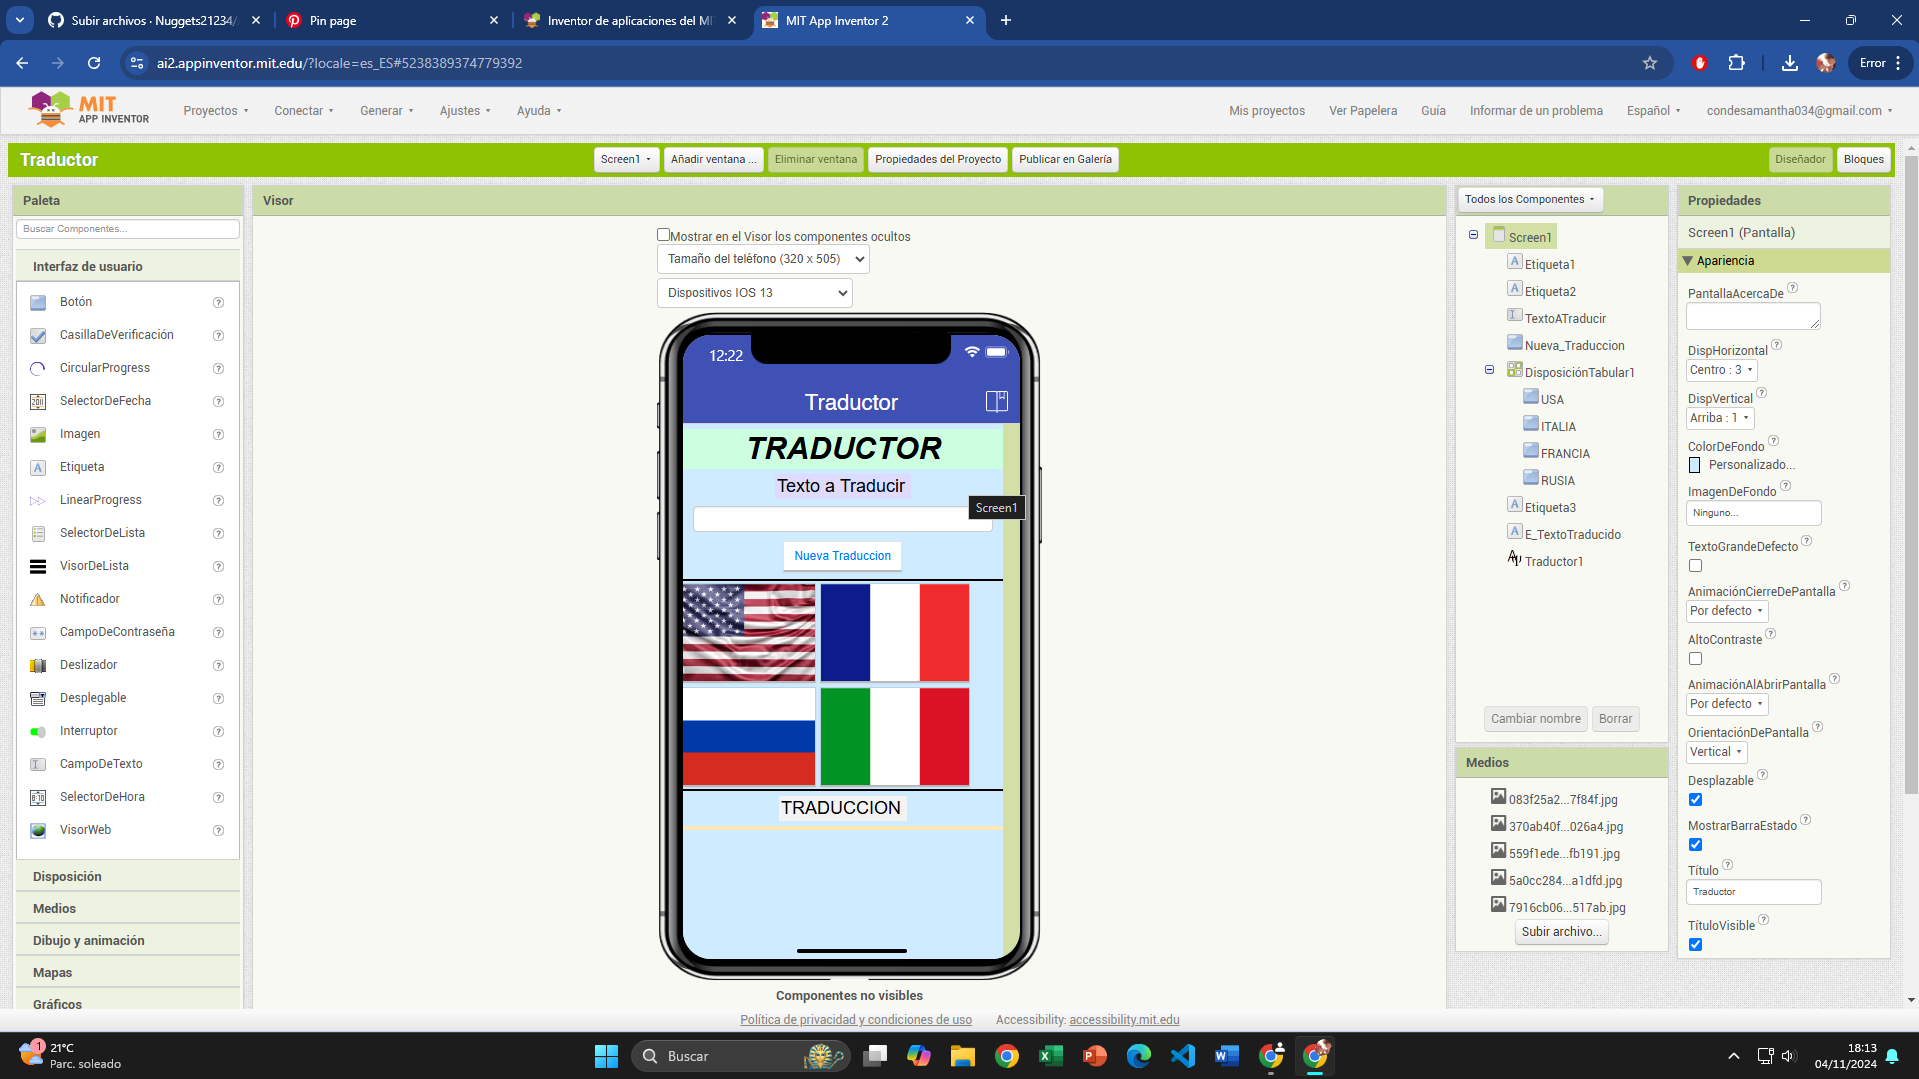 Subir archivos · Nuggets21234/
Pin page
Inventor de aplicaciones del MI
MIT App Inventor 2
ai2.appinventor.mit.edu/?locale=es_ES#5238389374779392
Error
MIT
APP INVENTOR
Proyectos
Conectar
Generar
Ajustes
Ayuda
Mis proyectos
Ver Papelera
Guía
Informar de un problema
Español
condesamantha034@gmail.com
Traductor
Screen1
Añadir ventana ...
Eliminar ventana
Propiedades del Proyecto
Publicar en Galería
Diseñador
Bloques
Paleta
Buscar Componentes...
Interfaz de usuario
Botón
CasillaDeVerificación
CircularProgress
SelectorDeFecha
Imagen
Etiqueta
LinearProgress
SelectorDeLista
VisorDeLista
Notificador
CampoDeContraseña
Deslizador
Desplegable
Interruptor
CampoDeTexto
SelectorDeHora
VisorWeb
Disposición
Medios
Dibujo y animación
Mapas
Gráficos
Visor
Mostrar en el Visor los componentes ocultos
Tamaño del teléfono (320 x 505)
Dispositivos IOS 13
12:22
Traductor
TRADUCTOR
Texto a Traducir
Screen1
Nueva Traduccion
TRADUCCION
Componentes no visibles
Todos los Componentes
Screen1
Etiqueta1
Etiqueta2
TextoATraducir
Nueva_Traduccion
DisposiciónTabular1
USA
ITALIA
FRANCIA
RUSIA
Etiqueta3
E_TextoTraducido
Traductor1
Cambiar nombre
Borrar
Medios
083f25a2...7f84f.jpg
370ab40f...026a4.jpg
559f1ede...fb191.jpg
5a0cc284...a1dfd.jpg
7916cb06...517ab.jpg
Subir archivo...
Propiedades
Screen1 (Pantalla)
Apariencia
PantallaAcercaDe
DispHorizontal
Centro : 3
DispVertical
Arriba : 1
ColorDeFondo
Personalizado...
ImagenDeFondo
Ninguno...
TextoGrandeDefecto
AnimaciónCierreDePantalla
Por defecto
AltoContraste
AnimaciónAlAbrirPantalla
Por defecto
OrientaciónDePantalla
Vertical
Desplazable
MostrarBarraEstado
Título
Traductor
TítuloVisible
Política de privacidad y condiciones de uso
Accessibility: accessibility.mit.edu
1
21°C
Parc. soleado
Buscar
18:13
04/11/2024